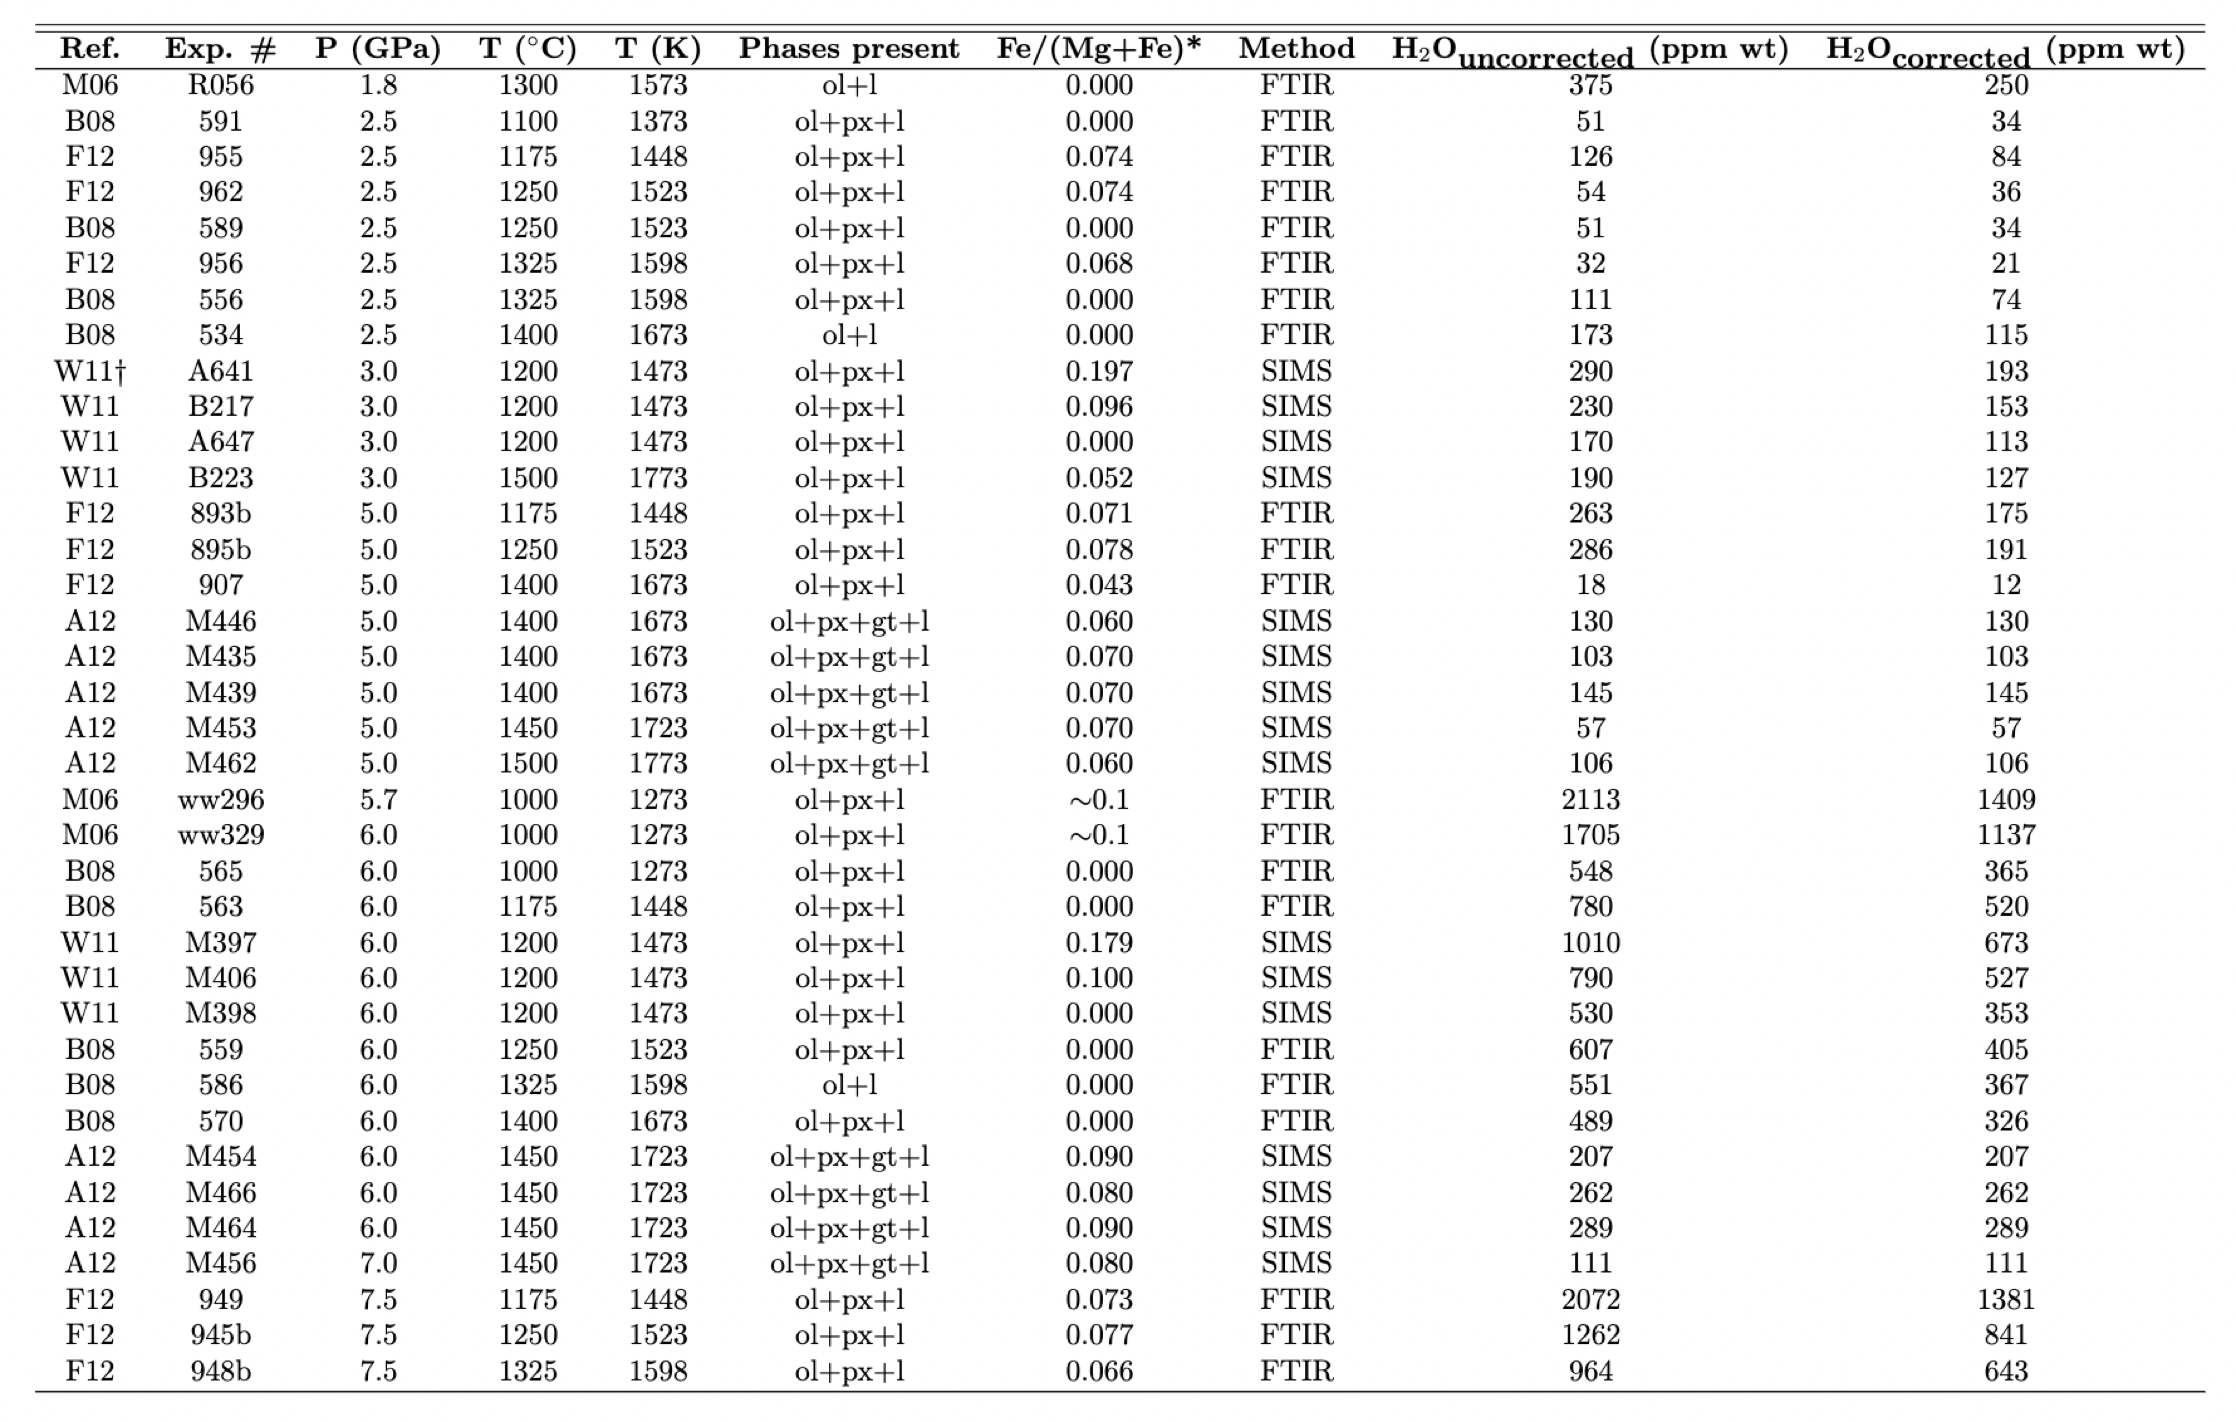 Ref. Exp. # P (GPa) T (°C) T (K) Phases present Fe/(Mg+Fe)* Method H₂Ouncorrected (ppm wt) H₂Ocorrected (ppm wt)
M06 R056 1.8 1300 1573 ol+l 0.000 FTIR 375 250
B08 591 2.5 1100 1373 ol+px+l 0.000 FTIR 51 34
F12 955 2.5 1175 1448 ol+px+l 0.074 FTIR 126 84
F12 962 2.5 1250 1523 ol+px+l 0.074 FTIR 54 36
B08 589 2.5 1250 1523 ol+px+l 0.000 FTIR 51 34
F12 956 2.5 1325 1598 ol+px+l 0.068 FTIR 32 21
B08 556 2.5 1325 1598 ol+px+l 0.000 FTIR 111 74
B08 534 2.5 1400 1673 ol+l 0.000 FTIR 173 115
W11† A641 3.0 1200 1473 ol+px+l 0.197 SIMS 290 193
W11 B217 3.0 1200 1473 ol+px+l 0.096 SIMS 230 153
W11 A647 3.0 1200 1473 ol+px+l 0.000 SIMS 170 113
W11 B223 3.0 1500 1773 ol+px+l 0.052 SIMS 190 127
F12 893b 5.0 1175 1448 ol+px+l 0.071 FTIR 263 175
F12 895b 5.0 1250 1523 ol+px+l 0.078 FTIR 286 191
F12 907 5.0 1400 1673 ol+px+l 0.043 FTIR 18 12
A12 M446 5.0 1400 1673 ol+px+gt+l 0.060 SIMS 130 130
A12 M435 5.0 1400 1673 ol+px+gt+l 0.070 SIMS 103 103
A12 M439 5.0 1400 1673 ol+px+gt+l 0.070 SIMS 145 145
A12 M453 5.0 1450 1723 ol+px+gt+l 0.070 SIMS 57 57
A12 M462 5.0 1500 1773 ol+px+gt+l 0.060 SIMS 106 106
M06 ww296 5.7 1000 1273 ol+px+l ~0.1 FTIR 2113 1409
M06 ww329 6.0 1000 1273 ol+px+l ~0.1 FTIR 1705 1137
B08 565 6.0 1000 1273 ol+px+l 0.000 FTIR 548 365
B08 563 6.0 1175 1448 ol+px+l 0.000 FTIR 780 520
W11 M397 6.0 1200 1473 ol+px+l 0.179 SIMS 1010 673
W11 M406 6.0 1200 1473 ol+px+l 0.100 SIMS 790 527
W11 M398 6.0 1200 1473 ol+px+l 0.000 SIMS 530 353
B08 559 6.0 1250 1523 ol+px+l 0.000 FTIR 607 405
B08 586 6.0 1325 1598 ol+l 0.000 FTIR 551 367
B08 570 6.0 1400 1673 ol+px+l 0.000 FTIR 489 326
A12 M454 6.0 1450 1723 ol+px+gt+l 0.090 SIMS 207 207
A12 M466 6.0 1450 1723 ol+px+gt+l 0.080 SIMS 262 262
A12 M464 6.0 1450 1723 ol+px+gt+l 0.090 SIMS 289 289
A12 M456 7.0 1450 1723 ol+px+gt+l 0.080 SIMS 111 111
F12 949 7.5 1175 1448 ol+px+l 0.073 FTIR 2072 1381
F12 945b 7.5 1250 1523 ol+px+l 0.077 FTIR 1262 841
F12 948b 7.5 1325 1598 ol+px+l 0.066 FTIR 964 643